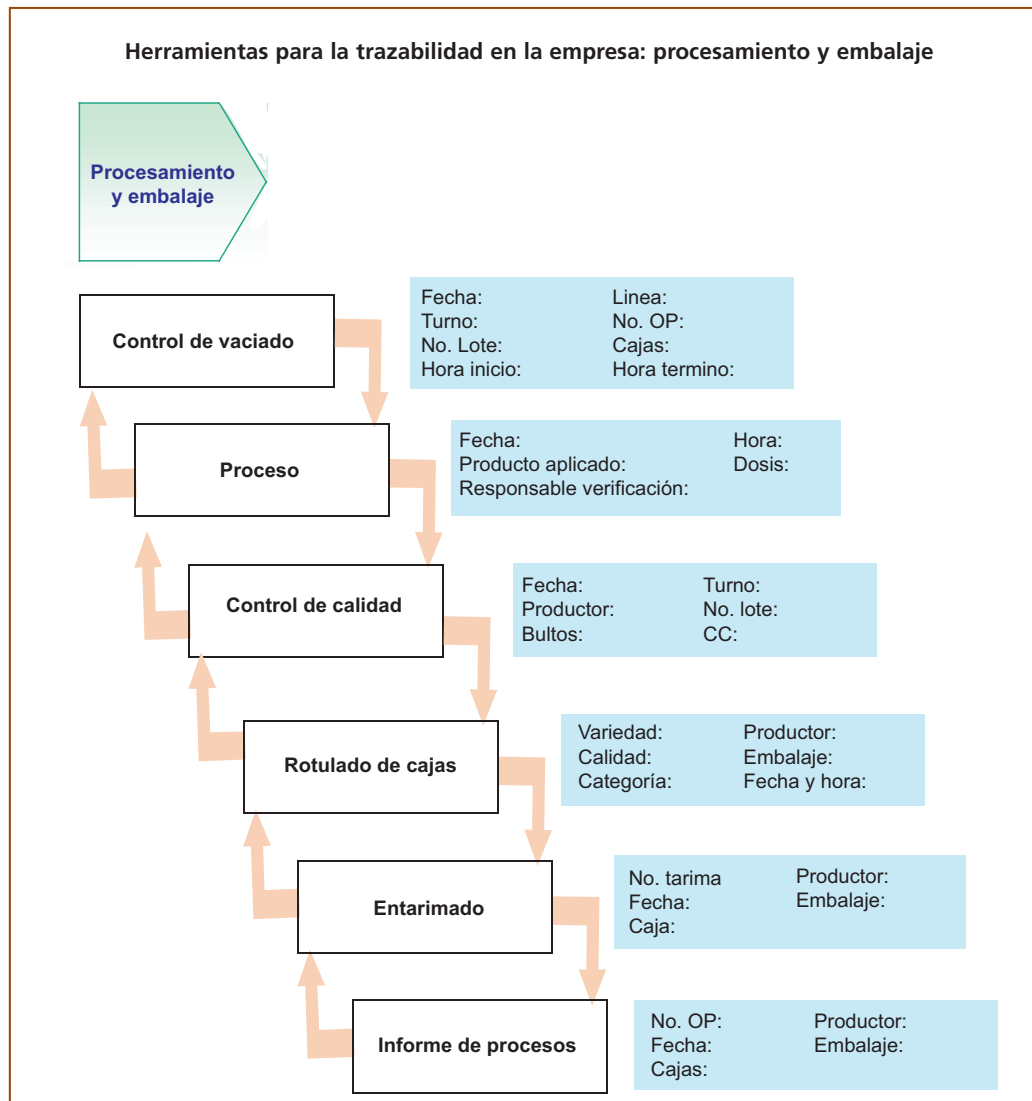 Herramientas para la trazabilidad en la empresa: procesamiento y embalaje
Procesamiento
y embalaje
Control de vaciado
Fecha: Linea:
Turno: No. OP:
No. Lote: Cajas:
Hora inicio: Hora termino:
Proceso
Fecha: Hora:
Producto aplicado: Dosis:
Responsable verificación:
Control de calidad
Fecha: Turno:
Productor: No. lote:
Bultos: CC:
Rotulado de cajas
Variedad: Productor:
Calidad: Embalaje:
Categoría: Fecha y hora:
Entarimado
No. tarima Productor:
Fecha: Embalaje:
Caja:
Informe de procesos
No. OP: Productor:
Fecha: Embalaje:
Cajas: